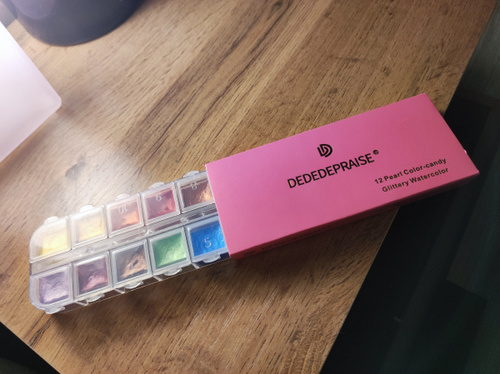 DEDEDEPRAISE®
12 Pearl Color-candy
Glittery Watercolor